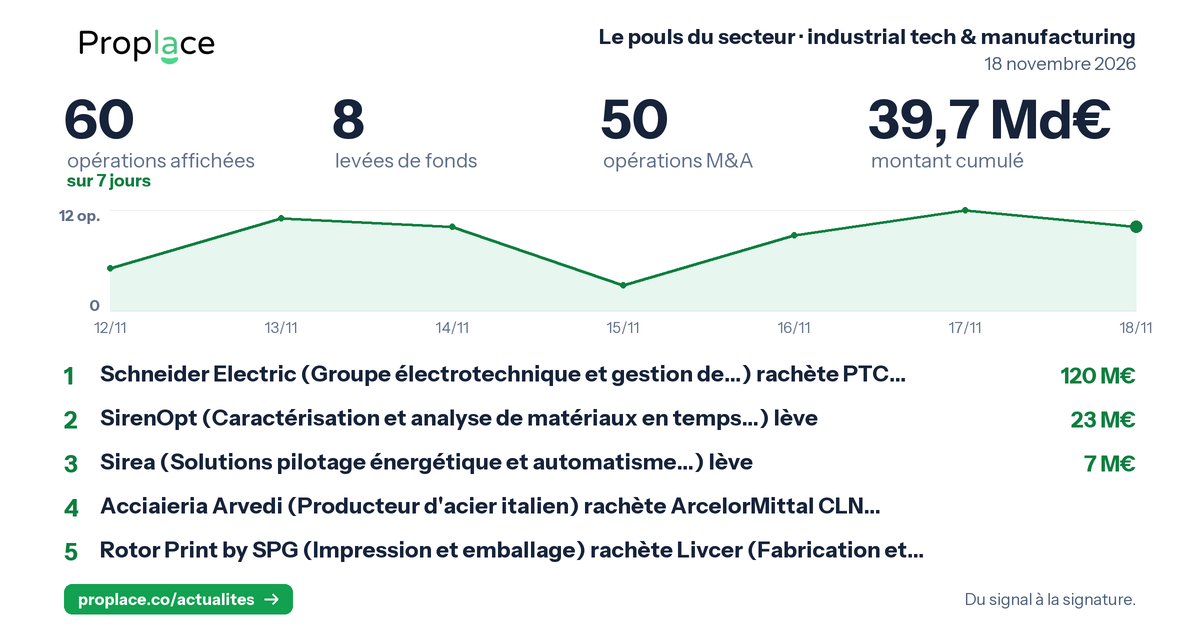 Proplace
Le pouls du secteur · industrial tech & manufacturing
18 novembre 2026
60
opérations affichées
sur 7 jours
8
levées de fonds
50
opérations M&A
39,7 Md€
montant cumulé
12 op.
0
12/11 13/11 14/11 15/11 16/11 17/11 18/11
1 Schneider Electric (Groupe électrotechnique et gestion de...) rachète PTC... 120 M€
2 SirenOpt (Caractérisation et analyse de matériaux en temps...) lève 23 M€
3 Sirea (Solutions pilotage énergétique et automatisme...) lève 7 M€
4 Acciaieria Arvedi (Producteur d'acier italien) rachète ArcelorMittal CLN...
5 Rotor Print by SPG (Impression et emballage) rachète Livcer (Fabrication et...
proplace.co/actualites →
Du signal à la signature.